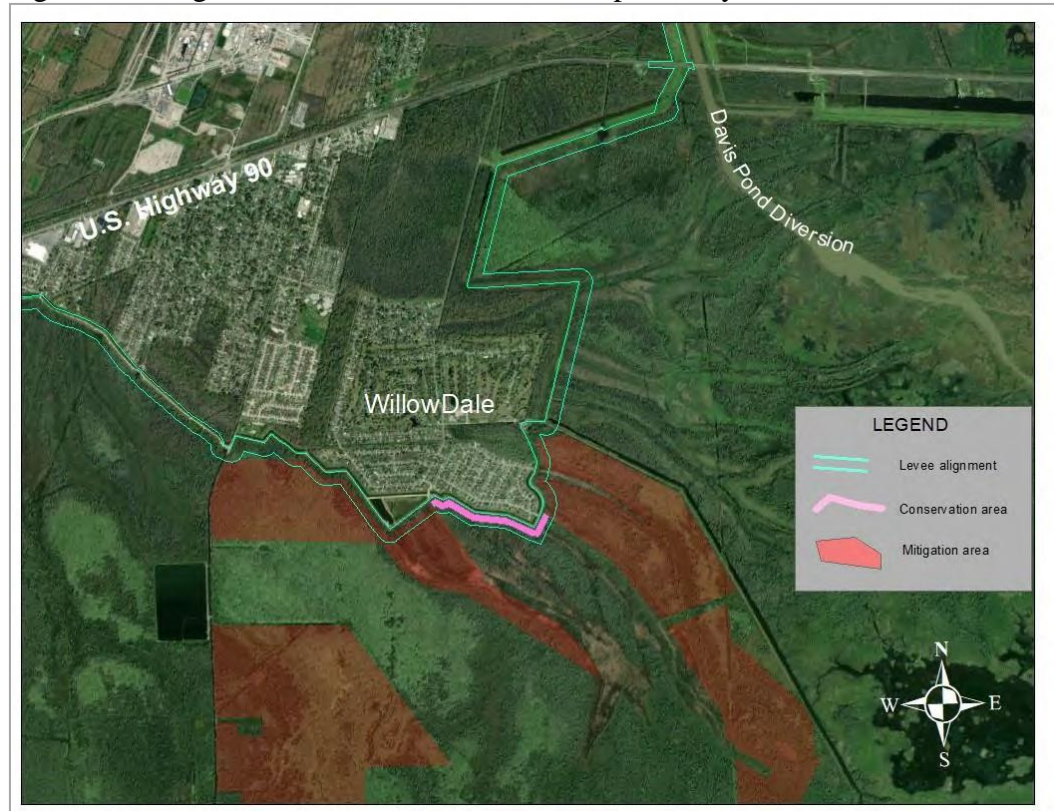 U.S. Highway 90
Davis Pond Diversion
WillowDale
LEGEND
Levee alignment
Conservation area
Mitigation area
N
W
E
S